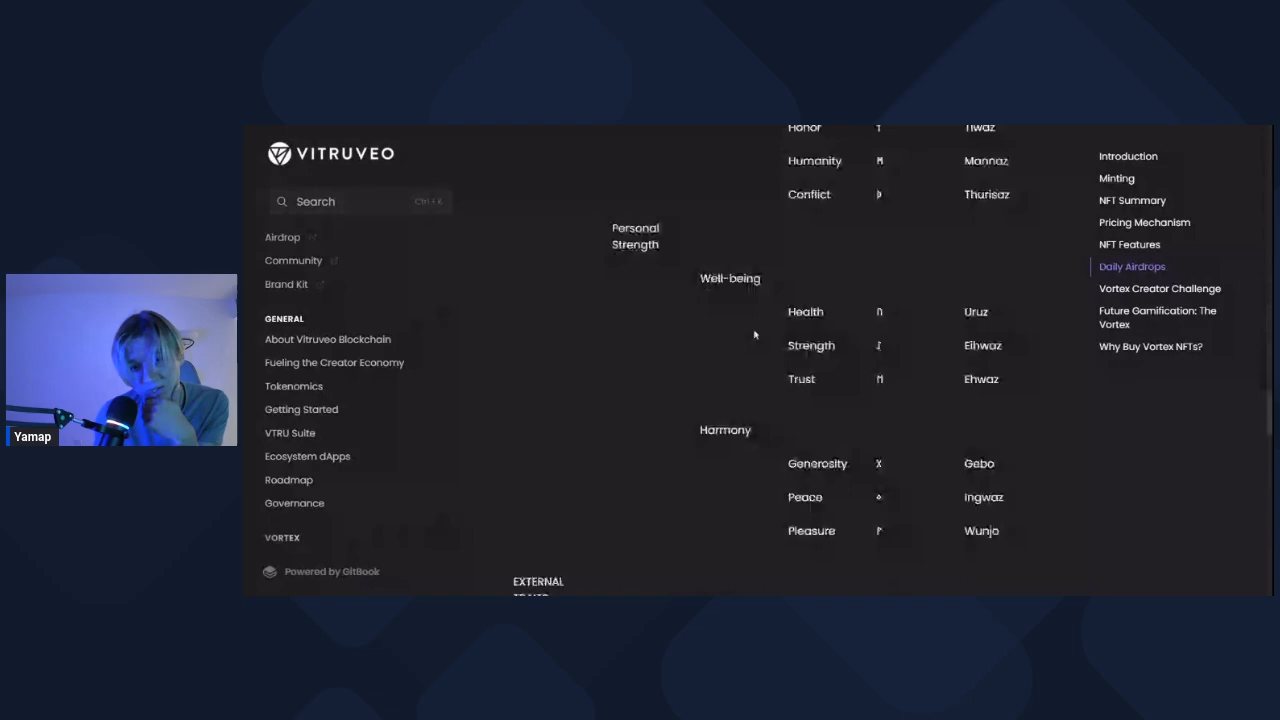 VITRUVEO
Search Ctrl + K
Airdrop
Community
Brand Kit
GENERAL
About Vitruveo Blockchain
Fueling the Creator Economy
Tokenomics
Getting Started
VTRU Suite
Ecosystem dApps
Roadmap
Governance
VORTEX
Powered by GitBook
Yamap
Honor ᛏ Tiwaz
Humanity ᛗ Mannaz
Conflict ᚦ Thurisaz
Personal
Strength
Well-being
Health ᚢ Uruz
Strength ᛇ Eihwaz
Trust ᛖ Ehwaz
Harmony
Generosity ᚷ Gebo
Peace ⋄ Ingwaz
Pleasure ᚹ Wunjo
EXTERNAL
TRAITS
Introduction
Minting
NFT Summary
Pricing Mechanism
NFT Features
Daily Airdrops
Vortex Creator Challenge
Future Gamification: The
Vortex
Why Buy Vortex NFTs?